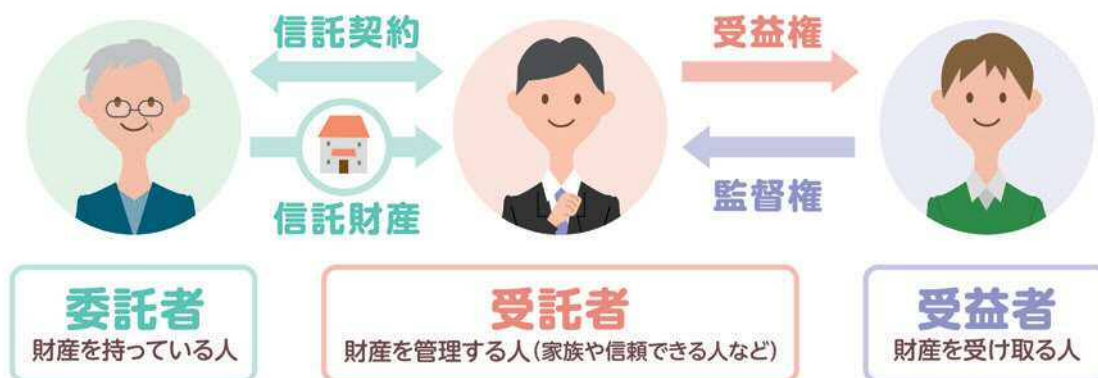 信託契約
受益権
信託財産
監督権
委託者
財産を持っている人
受託者
財産を管理する人(家族や信頼できる人など)
受益者
財産を受け取る人